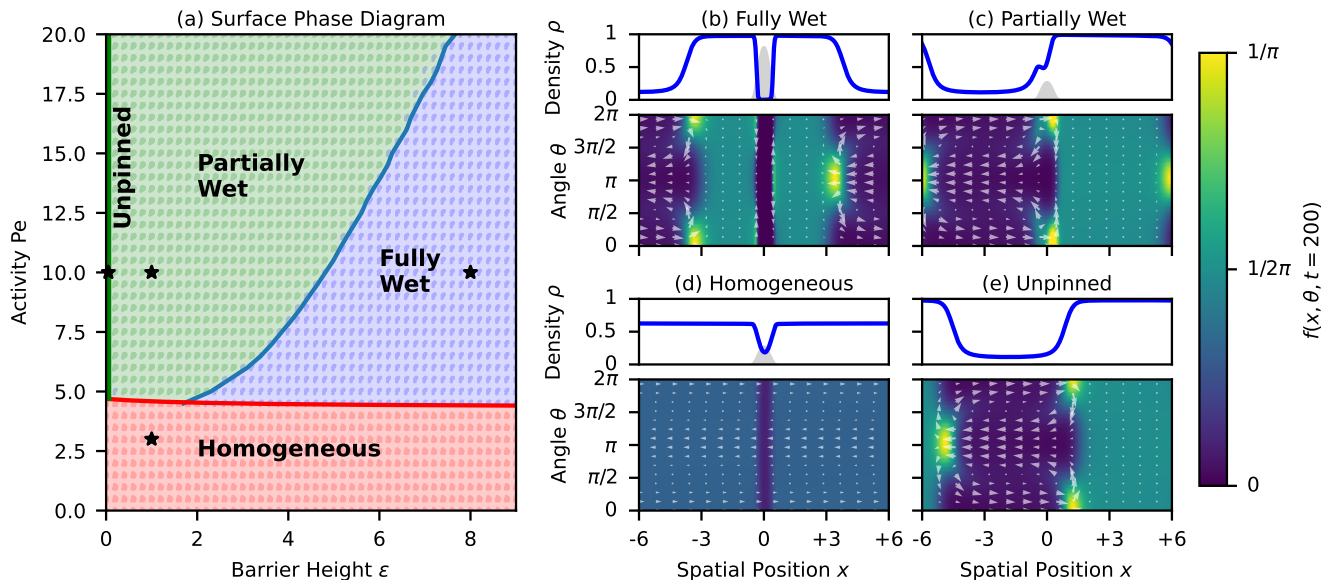 (a) Surface Phase Diagram
20.0
17.5
15.0
12.5
10.0
7.5
5.0
2.5
0.0
Activity Pe
Unpinned
Partially
Wet
Fully
Wet
Homogeneous
0
2
4
6
8
Barrier Height ε
(b) Fully Wet
Density ρ
1
0.5
0
Angle θ
2π
3π/2
π
π/2
0
(c) Partially Wet
(d) Homogeneous
Density ρ
1
0.5
0
Angle θ
2π
3π/2
π
π/2
0
-6
-3
0
+3
+6
Spatial Position x
(e) Unpinned
-6
-3
0
+3
+6
Spatial Position x
1/π
1/2π
0
f(x, θ, t = 200)